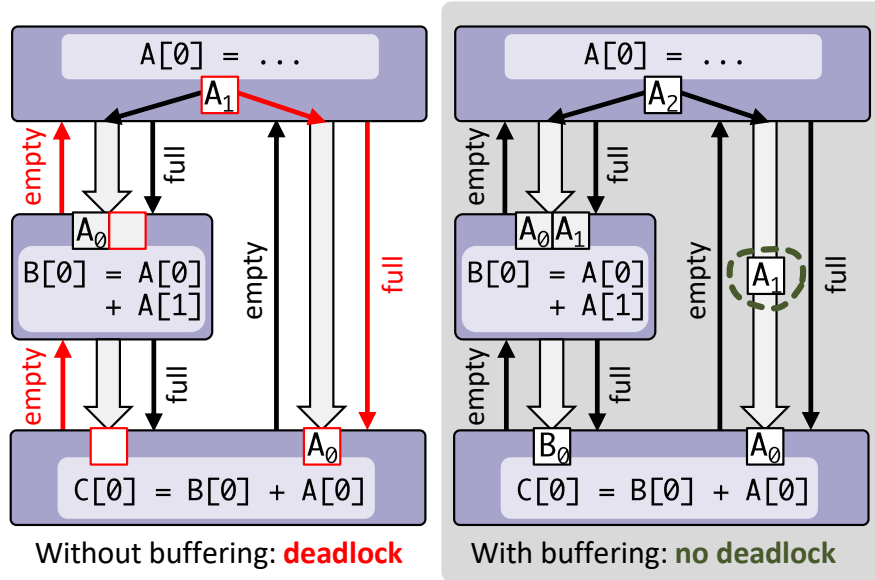 A[0] = ...
A₁
empty
full
empty
full
A₀
B[0] = A[0]
+ A[1]
empty
full
A₀
C[0] = B[0] + A[0]
Without buffering: deadlock
A[0] = ...
A₂
empty
full
empty
full
A₀ A₁
B[0] = A[0]
+ A[1]
A₁
empty
full
B₀
A₀
C[0] = B[0] + A[0]
With buffering: no deadlock